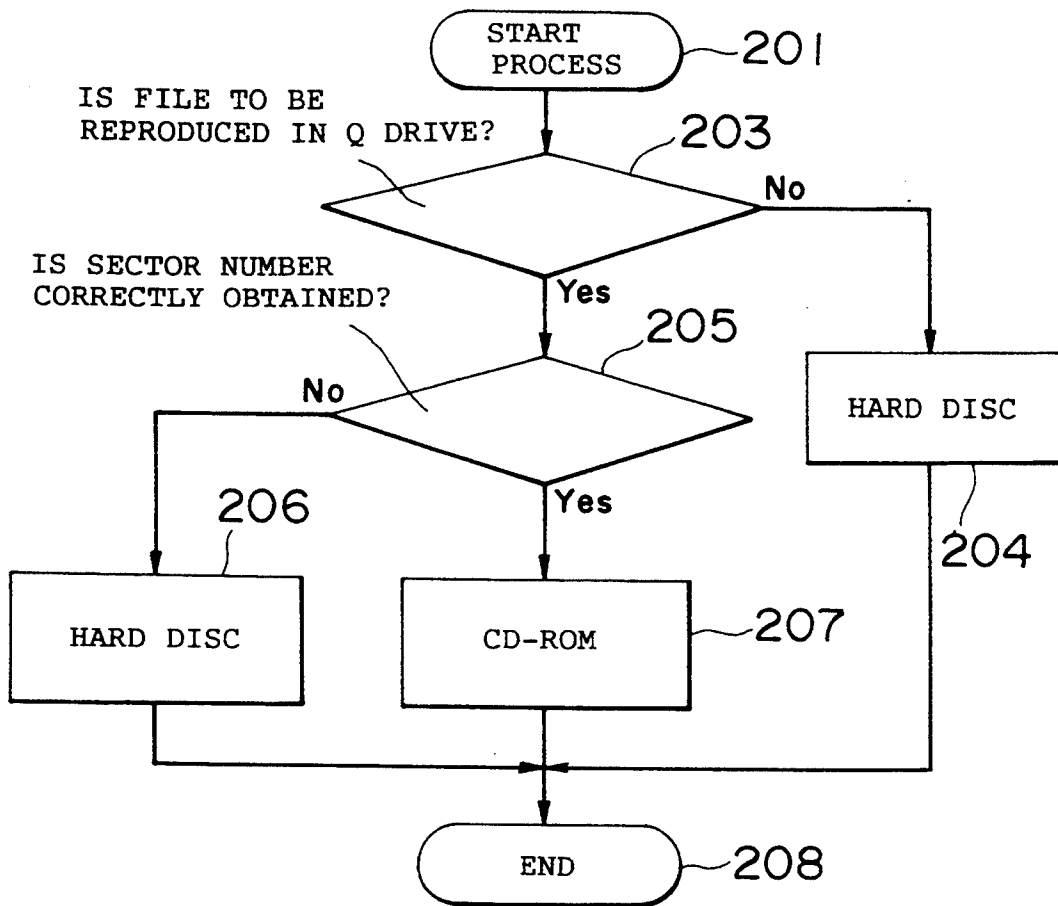 START
PROCESS
201
IS FILE TO BE
REPRODUCED IN Q DRIVE?
203
No
IS SECTOR NUMBER
CORRECTLY OBTAINED?
Yes
205
No
HARD DISC
Yes
206
204
HARD DISC
CD-ROM
207
END
208